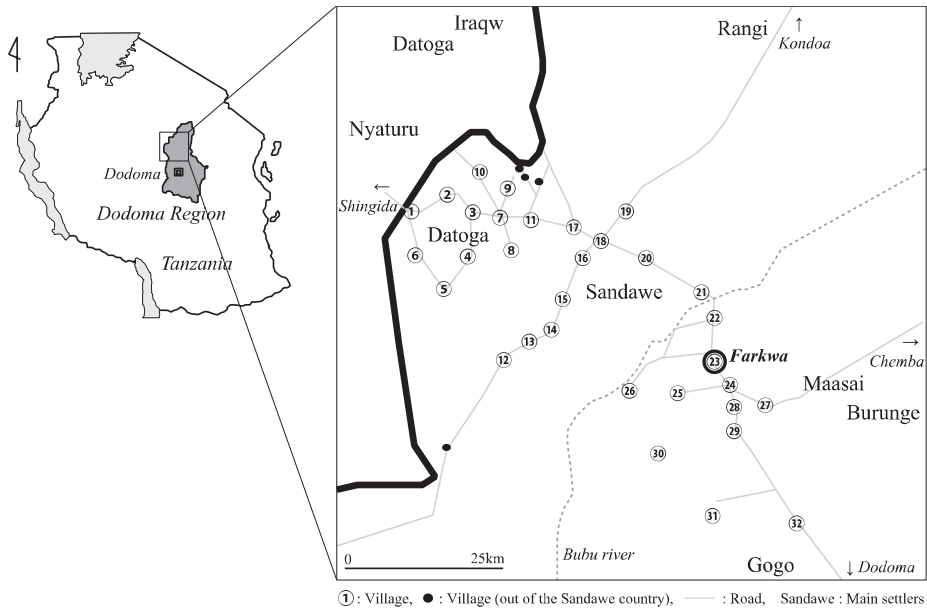 Iraqw
Datoga
Rangi
↑
Kondoa
Nyaturu
←
Shingida
Dodoma
Dodoma Region
Tanzania
10
9
2
1
3
7
11
19
17
Datoga
18
6
4
8
16
20
5
Sandawe
21
15
22
14
13
12
23 Farkwa
→
Chemba
24
Maasai
26
25
28
27
Burunge
29
30
31
32
0 25km
Bubu river
Gogo
↓ Dodoma
1 : Village, ● : Village (out of the Sandawe country), : Road, Sandawe : Main settlers